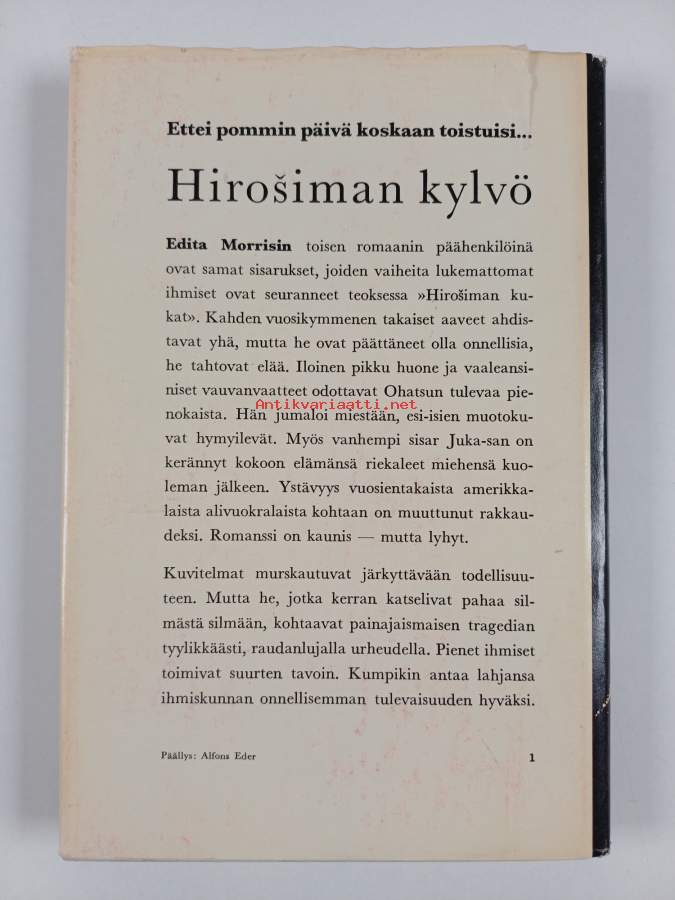 Ettei pommin päivä koskaan toistuisi...
Hirošiman kylvö
Edita Morrisin toisen romaanin päähenkilöinä
ovat samat sisarukset, joiden vaiheita lukemattomat
ihmiset ovat seuranneet teoksessa »Hirošiman ku-
kat». Kahden vuosikymmenen takaiset aaveet ahdis-
tavat yhä, mutta he ovat päättäneet olla onnellisia,
he tahtovat elää. Iloinen pikku huone ja vaaleansi-
niset vauvanvaatteet odottavat Ohatsun tulevaa pie-
Antikvariaatti.net
nokaista. Hän jumaloi miestään, esi-isien muotoku-
vat hymyilevät. Myös vanhempi sisar Juka-san on
kerännyt kokoon elämänsä riekaleet miehensä kuo-
leman jälkeen. Ystävyys vuosientakaista amerikka-
laista alivuokralaista kohtaan on muuttunut rakkau-
deksi. Romanssi on kaunis — mutta lyhyt.
Kuvitelmat murskautuvat järkyttävään todellisuu-
teen. Mutta he, jotka kerran katselivat pahaa sil-
mästä silmään, kohtaavat painajaismaisen tragedian
tyylikkäästi, raudanlujalla urheudella. Pienet ihmiset
toimivat suurten tavoin. Kumpikin antaa lahjansa
ihmiskunnan onnellisemman tulevaisuuden hyväksi.
Päällys: Alfons Eder
1